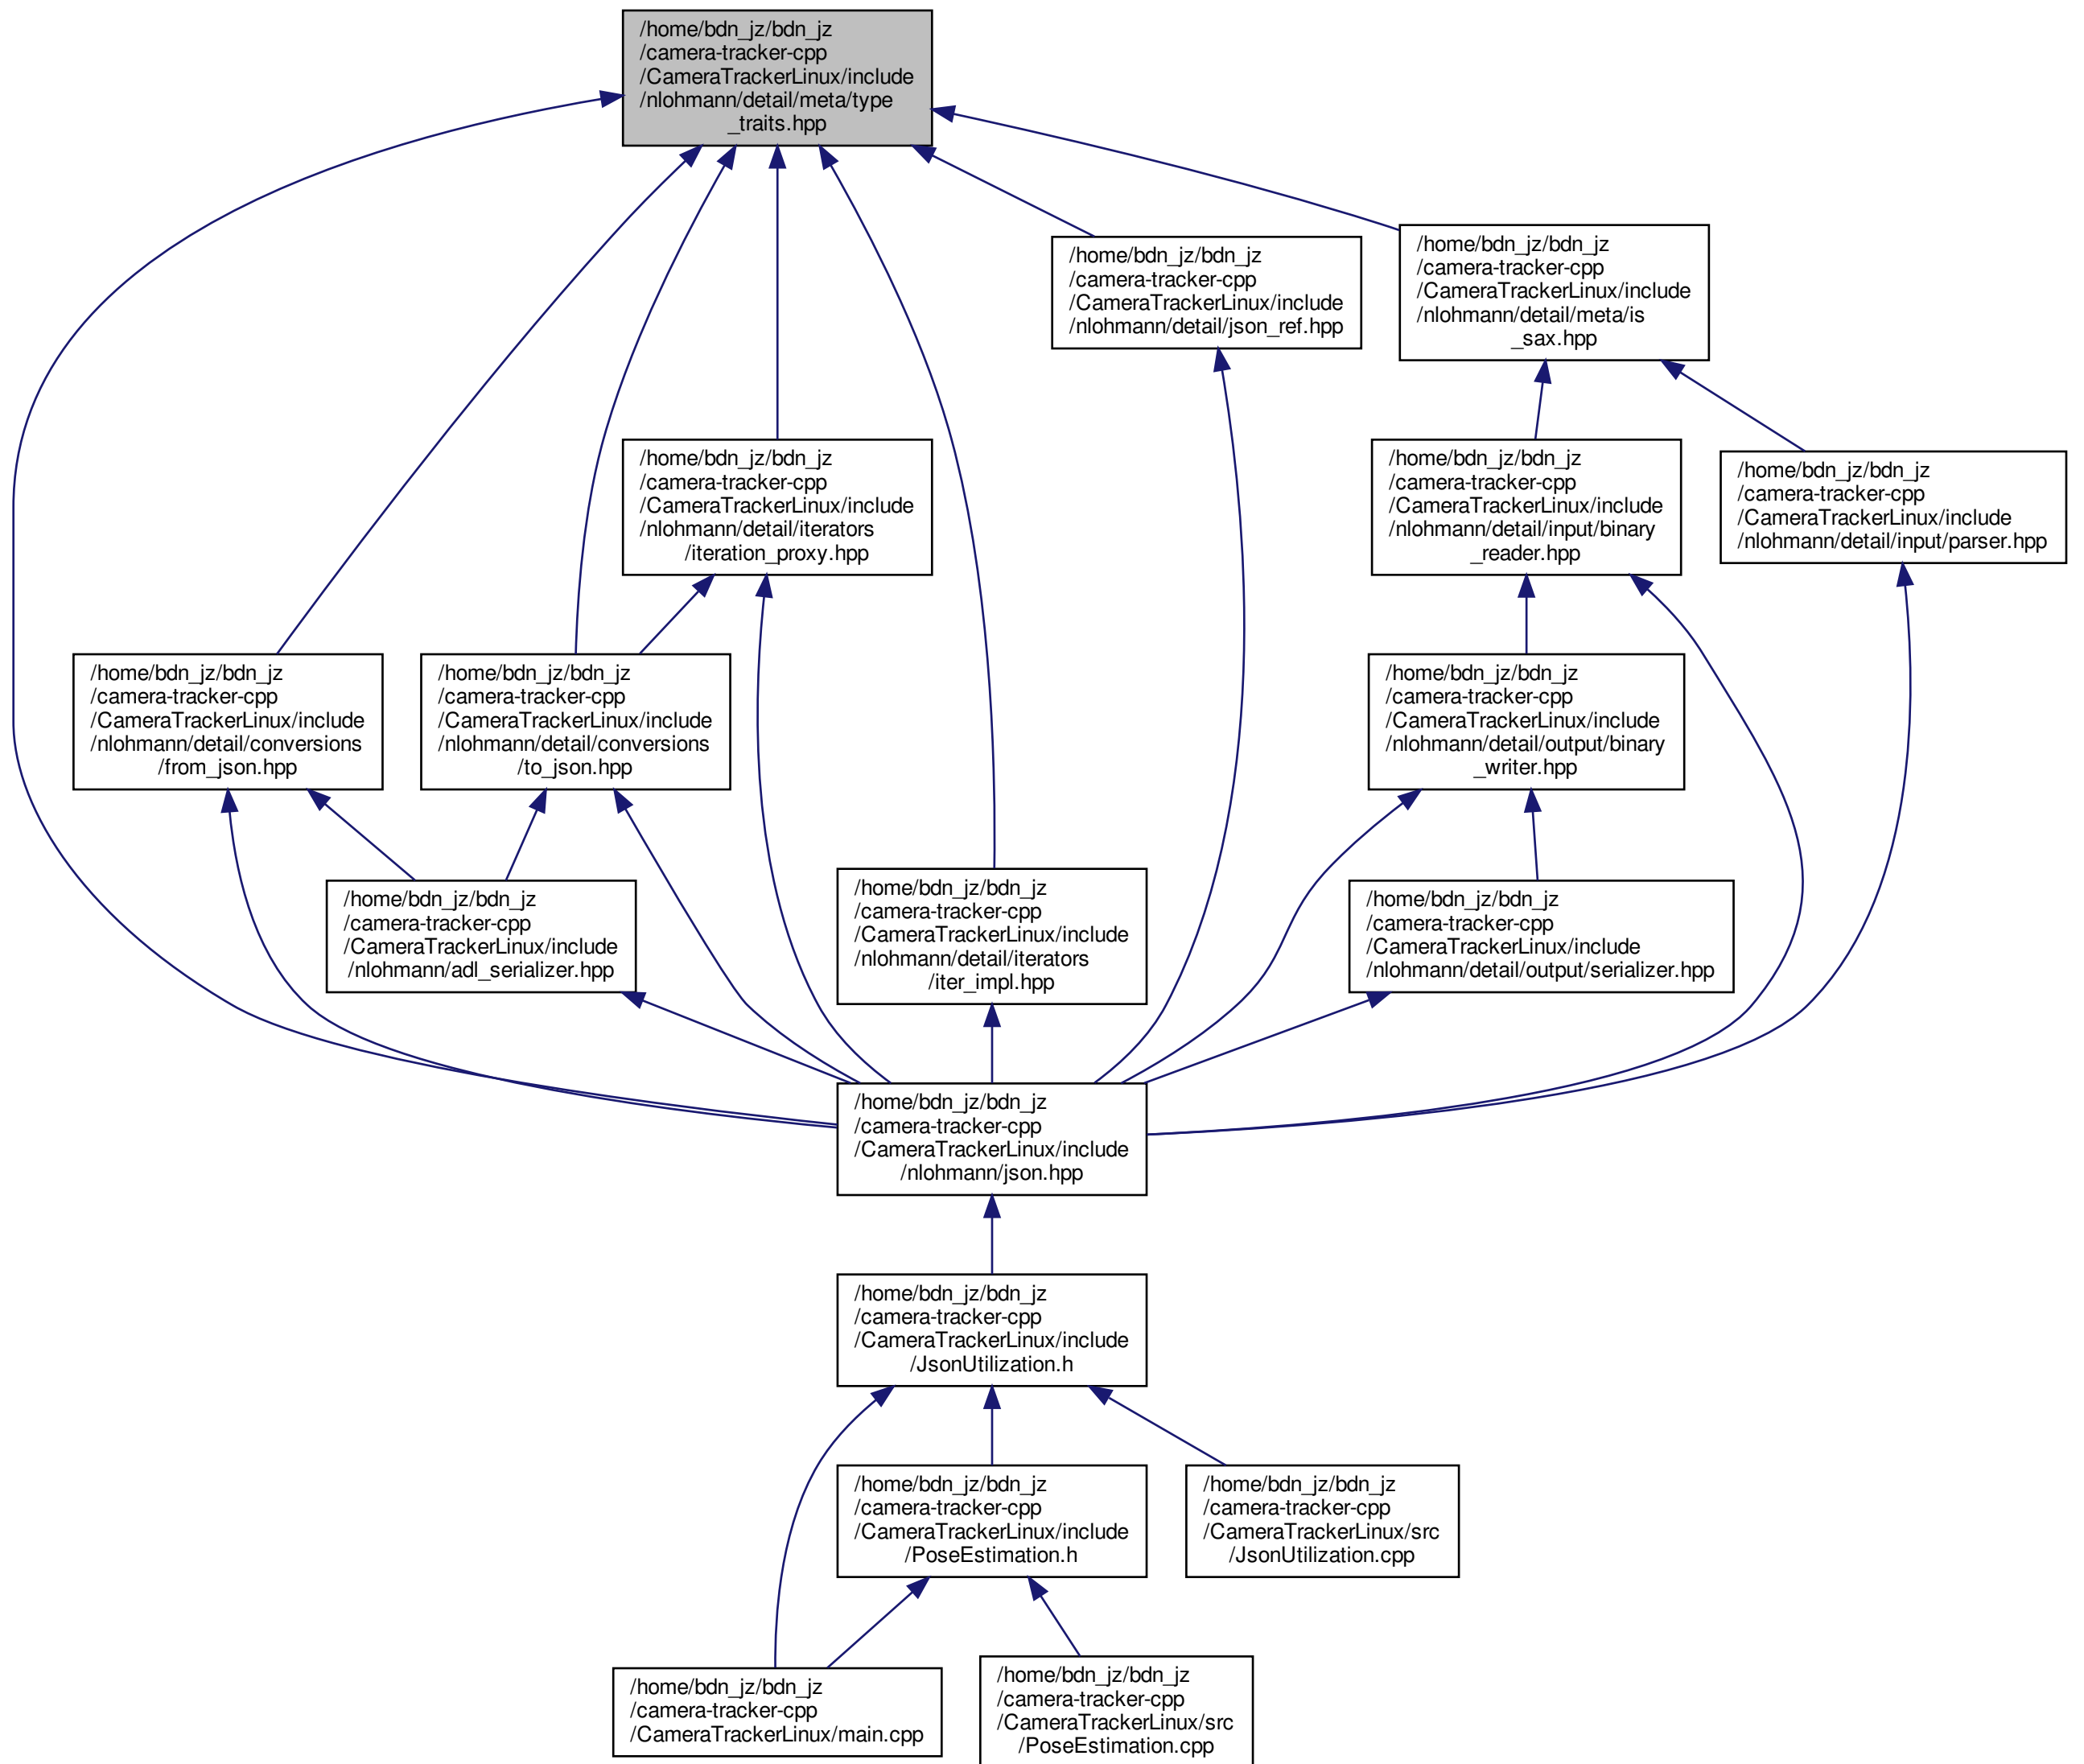 /home/bdn_jz/bdn_jz
/camera-tracker-cpp
/CameraTrackerLinux/include
/nlohmann/detail/meta/type
_traits.hpp
/home/bdn_jz/bdn_jz
/camera-tracker-cpp
/CameraTrackerLinux/include
/nlohmann/detail/json_ref.hpp
/home/bdn_jz/bdn_jz
/camera-tracker-cpp
/CameraTrackerLinux/include
/nlohmann/detail/meta/is
_sax.hpp
/home/bdn_jz/bdn_jz
/camera-tracker-cpp
/CameraTrackerLinux/include
/nlohmann/detail/iterators
/iteration_proxy.hpp
/home/bdn_jz/bdn_jz
/camera-tracker-cpp
/CameraTrackerLinux/include
/nlohmann/detail/input/binary
_reader.hpp
/home/bdn_jz/bdn_jz
/camera-tracker-cpp
/CameraTrackerLinux/include
/nlohmann/detail/input/parser.hpp
/home/bdn_jz/bdn_jz
/camera-tracker-cpp
/CameraTrackerLinux/include
/nlohmann/detail/conversions
/from_json.hpp
/home/bdn_jz/bdn_jz
/camera-tracker-cpp
/CameraTrackerLinux/include
/nlohmann/detail/conversions
/to_json.hpp
/home/bdn_jz/bdn_jz
/camera-tracker-cpp
/CameraTrackerLinux/include
/nlohmann/detail/output/binary
_writer.hpp
/home/bdn_jz/bdn_jz
/camera-tracker-cpp
/CameraTrackerLinux/include
/nlohmann/adl_serializer.hpp
/home/bdn_jz/bdn_jz
/camera-tracker-cpp
/CameraTrackerLinux/include
/nlohmann/detail/iterators
/iter_impl.hpp
/home/bdn_jz/bdn_jz
/camera-tracker-cpp
/CameraTrackerLinux/include
/nlohmann/detail/output/serializer.hpp
/home/bdn_jz/bdn_jz
/camera-tracker-cpp
/CameraTrackerLinux/include
/nlohmann/json.hpp
/home/bdn_jz/bdn_jz
/camera-tracker-cpp
/CameraTrackerLinux/include
/JsonUtilization.h
/home/bdn_jz/bdn_jz
/camera-tracker-cpp
/CameraTrackerLinux/include
/PoseEstimation.h
/home/bdn_jz/bdn_jz
/camera-tracker-cpp
/CameraTrackerLinux/src
/JsonUtilization.cpp
/home/bdn_jz/bdn_jz
/camera-tracker-cpp
/CameraTrackerLinux/main.cpp
/home/bdn_jz/bdn_jz
/camera-tracker-cpp
/CameraTrackerLinux/src
/PoseEstimation.cpp